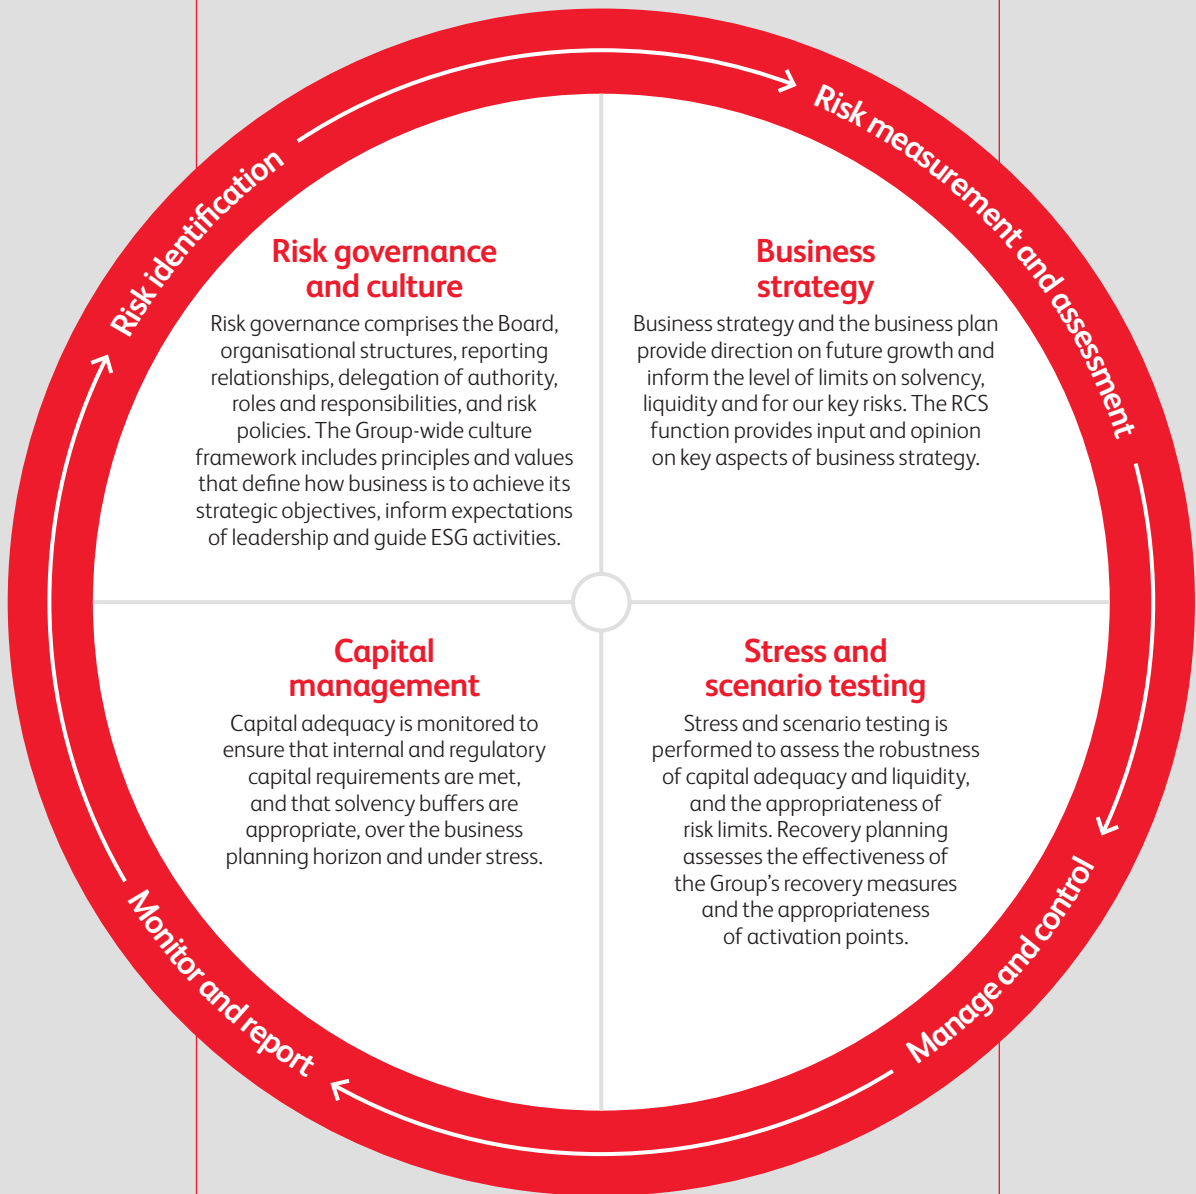 Risk identification
Risk measurement and assessment
Manage and control
Monitor and report
Risk governance
and culture
Risk governance comprises the Board,
organisational structures, reporting
relationships, delegation of authority,
roles and responsibilities, and risk
policies. The Group-wide culture
framework includes principles and values
that define how business is to achieve its
strategic objectives, inform expectations
of leadership and guide ESG activities.
Business
strategy
Business strategy and the business plan
provide direction on future growth and
inform the level of limits on solvency,
liquidity and for our key risks. The RCS
function provides input and opinion
on key aspects of business strategy.
Capital
management
Capital adequacy is monitored to
ensure that internal and regulatory
capital requirements are met,
and that solvency buffers are
appropriate, over the business
planning horizon and under stress.
Stress and
scenario testing
Stress and scenario testing is
performed to assess the robustness
of capital adequacy and liquidity,
and the appropriateness of
risk limits. Recovery planning
assesses the effectiveness of
the Group’s recovery measures
and the appropriateness
of activation points.